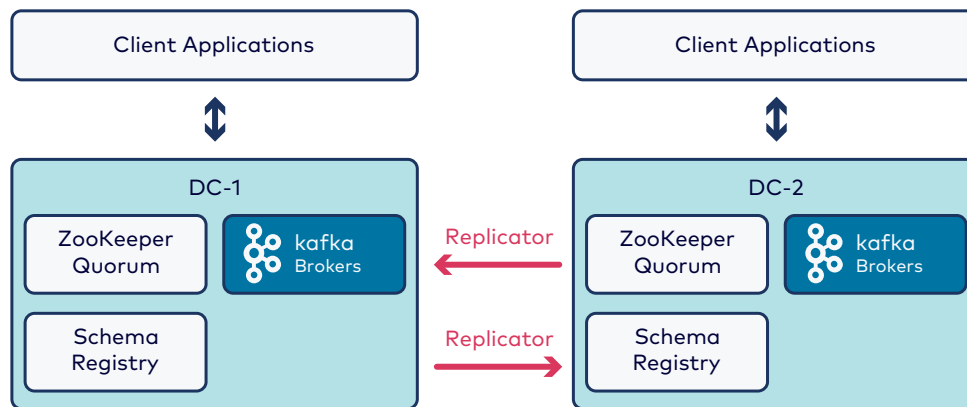 Client Applications
Client Applications
DC-1
ZooKeeper
Quorum
kafka
Brokers
Schema
Registry
Replicator
Replicator
DC-2
ZooKeeper
Quorum
kafka
Brokers
Schema
Registry